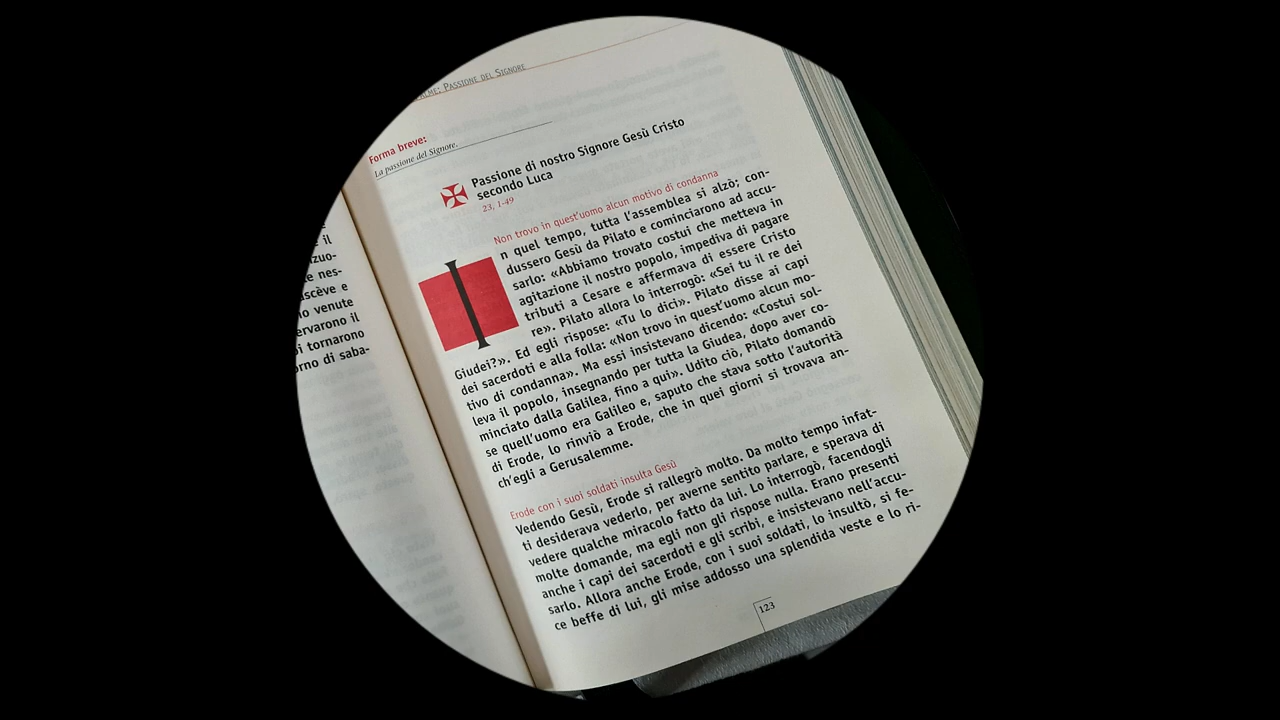 il
nes-
scève e
venute
ervarono il
tornarono
orno di saba-
Passione del Signore
Forma breve:
La passione del Signore.
Passione di nostro Signore Gesù Cristo
secondo Luca
23, 1-49
Non trovo in quest'uomo alcun motivo di condanna
In quel tempo, tutta l'assemblea si alzò; con-
dussero Gesù da Pilato e cominciarono ad accu-
sarlo: «Abbiamo trovato costui che metteva in
agitazione il nostro popolo, impediva di pagare
tributi a Cesare e affermava di essere Cristo
re». Pilato allora lo interrogò: «Sei tu il re dei
Giudei?». Ed egli rispose: «Tu lo dici». Pilato disse ai capi
dei sacerdoti e alla folla: «Non trovo in quest'uomo alcun mo-
tivo di condanna». Ma essi insistevano dicendo: «Costui sol-
leva il popolo, insegnando per tutta la Giudea, dopo aver co-
minciato dalla Galilea, fino a qui». Udito ciò, Pilato domandò
se quell'uomo era Galileo e, saputo che stava sotto l'autorità
di Erode, lo rinviò a Erode, che in quei giorni si trovava an-
ch'egli a Gerusalemme.
Erode con i suoi soldati insulta Gesù
Vedendo Gesù, Erode si rallegrò molto. Da molto tempo infat-
ti desiderava vederlo, per averne sentito parlare, e sperava di
vedere qualche miracolo fatto da lui. Lo interrogò, facendogli
molte domande, ma egli non gli rispose nulla. Erano presenti
anche i capi dei sacerdoti e gli scribi, e insistevano nell'accu-
sarlo. Allora anche Erode, con i suoi soldati, lo insultò, si fe-
ce beffe di lui, gli mise addosso una splendida veste e lo ri-
123